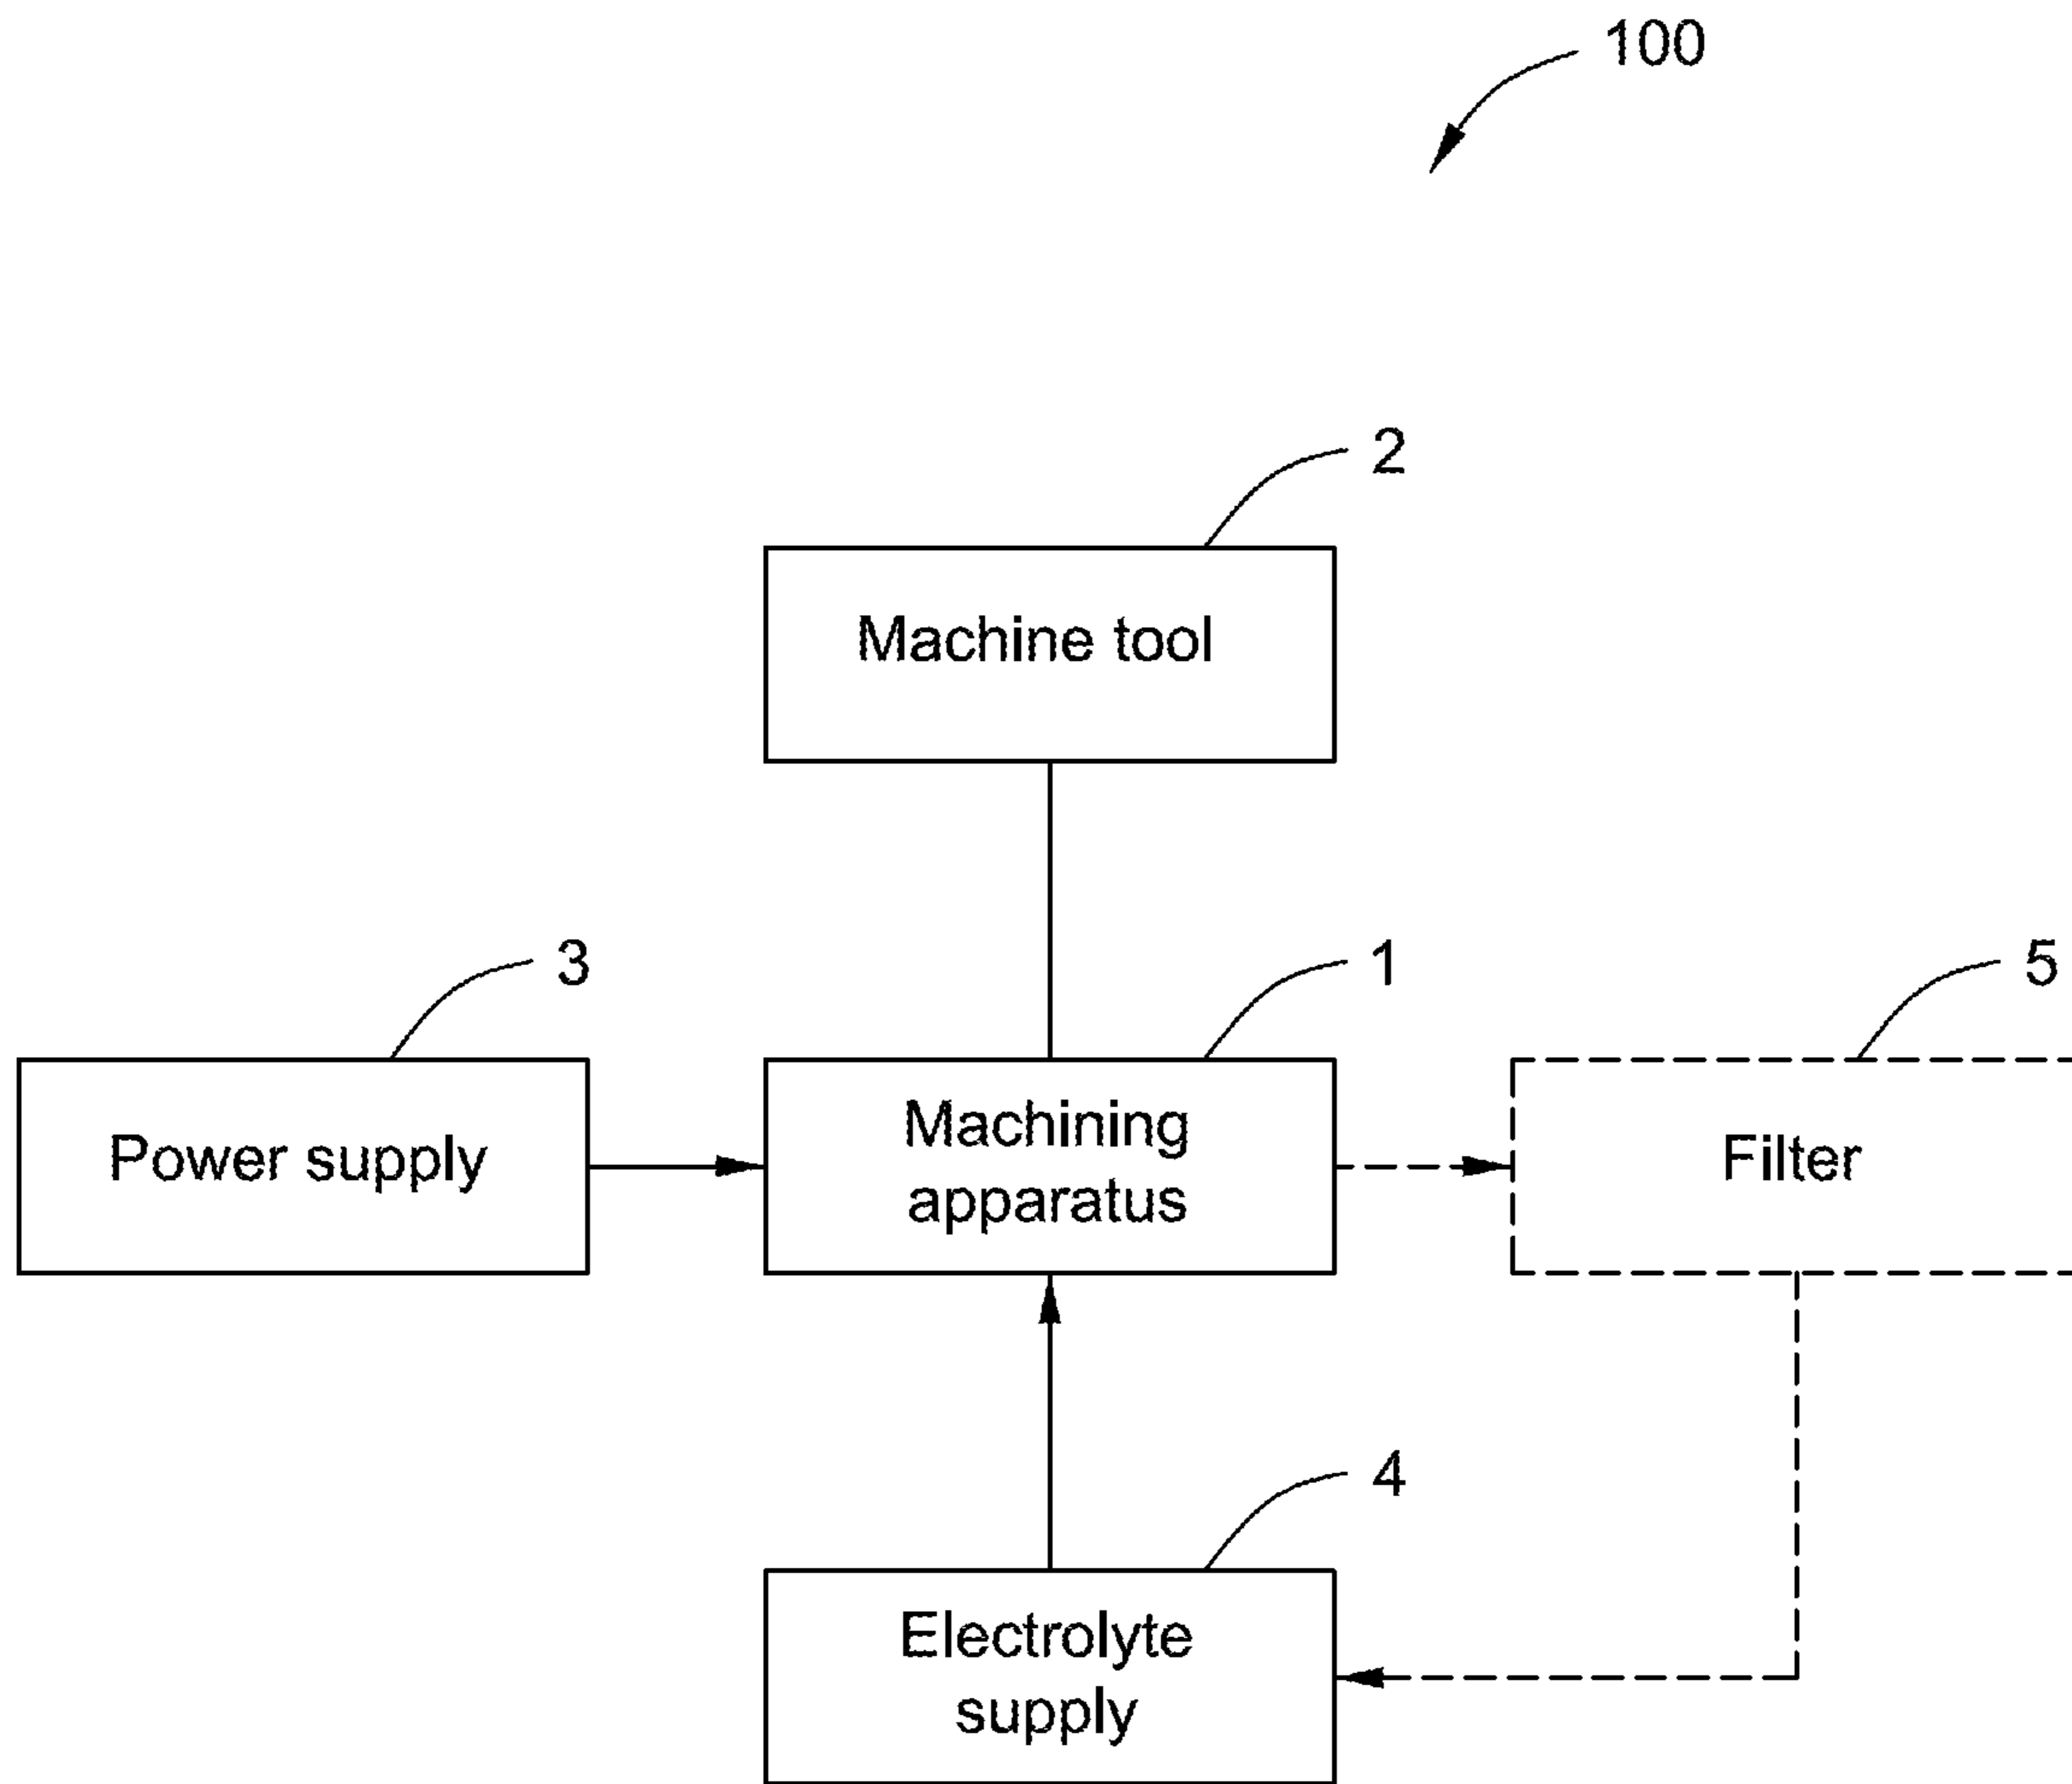 100
2
Machine tool
3
1
5
Power supply
Machining
apparatus
Filter
4
Electrolyte
supply